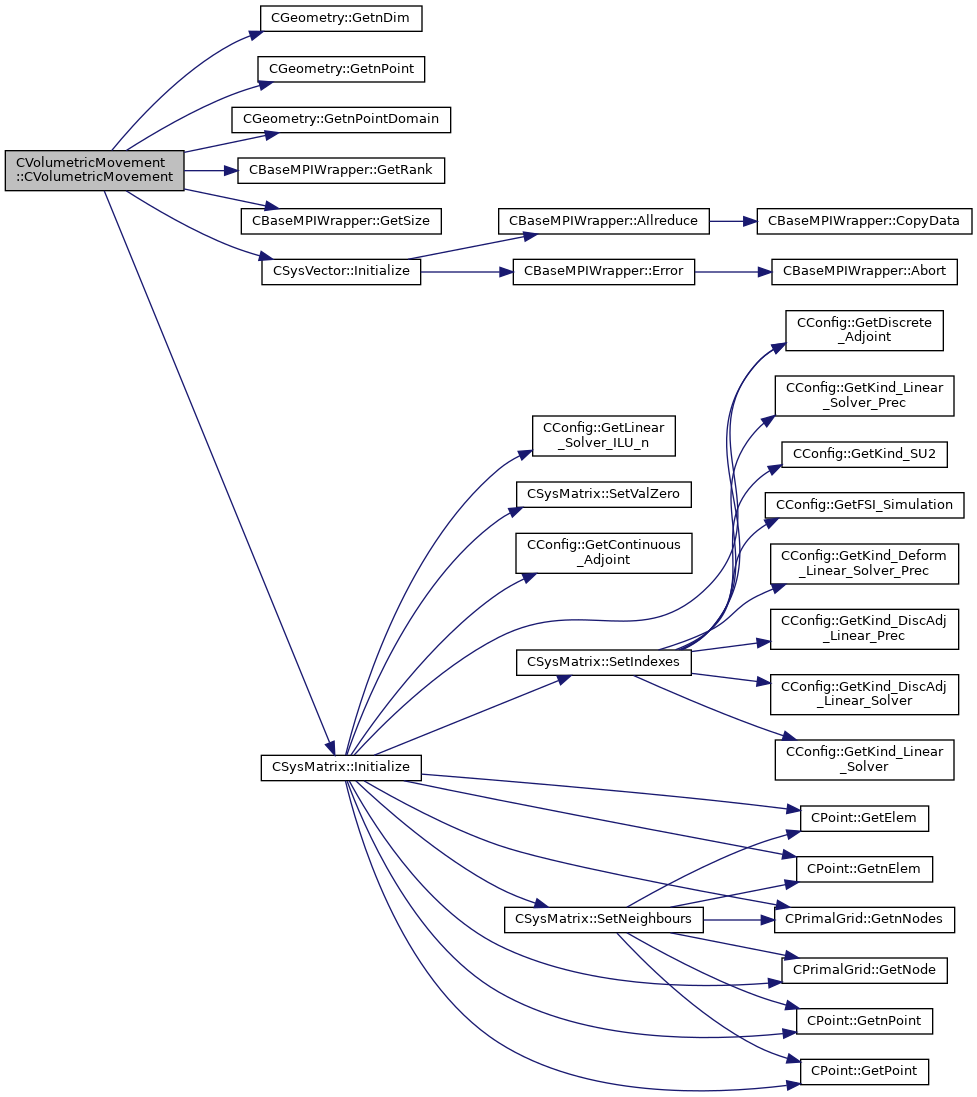 CGeometry::GetnDim
CGeometry::GetnPoint
CGeometry::GetnPointDomain
CVolumetricMovement
::CVolumetricMovement
CBaseMPIWrapper::GetRank
CBaseMPIWrapper::GetSize
CBaseMPIWrapper::Allreduce
CBaseMPIWrapper::CopyData
CSysVector::Initialize
CBaseMPIWrapper::Error
CBaseMPIWrapper::Abort
CConfig::GetDiscrete
_Adjoint
CConfig::GetKind_Linear
_Solver_Prec
CConfig::GetLinear
_Solver_ILU_n
CConfig::GetKind_SU2
CSysMatrix::SetValZero
CConfig::GetFSI_Simulation
CConfig::GetContinuous
_Adjoint
CConfig::GetKind_Deform
_Linear_Solver_Prec
CConfig::GetKind_DiscAdj
_Linear_Prec
CSysMatrix::SetIndexes
CConfig::GetKind_DiscAdj
_Linear_Solver
CConfig::GetKind_Linear
_Solver
CSysMatrix::Initialize
CPoint::GetElem
CPoint::GetnElem
CSysMatrix::SetNeighbours
CPrimalGrid::GetnNodes
CPrimalGrid::GetNode
CPoint::GetnPoint
CPoint::GetPoint